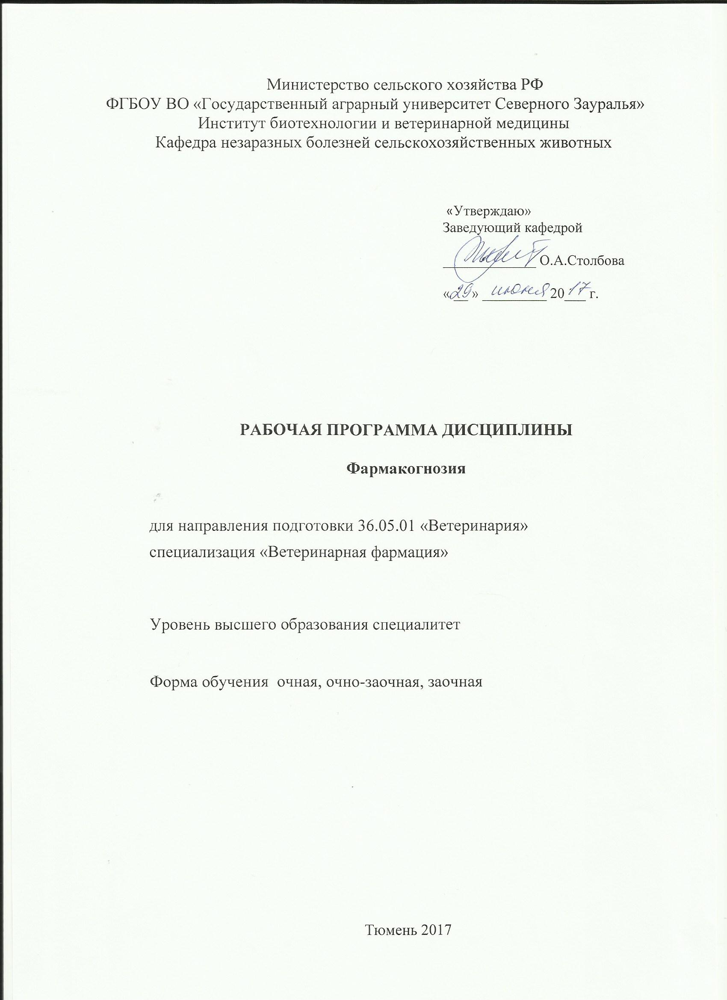 Министерство сельского хозяйства РФ
ФГБОУ ВО «Государственный аграрный университет Северного Зауралья»
Институт биотехнологии и ветеринарной медицины
Кафедра незаразных болезней сельскохозяйственных животных
«Утверждаю»
Заведующий кафедрой
О.А.Столбова
«29» июня 2017 г.
РАБОЧАЯ ПРОГРАММА ДИСЦИПЛИНЫ
Фармакогнозия
для направления подготовки 36.05.01 «Ветеринария»
специализация «Ветеринарная фармация»
Уровень высшего образования специалитет
Форма обучения очная, очно-заочная, заочная
Тюмень 2017